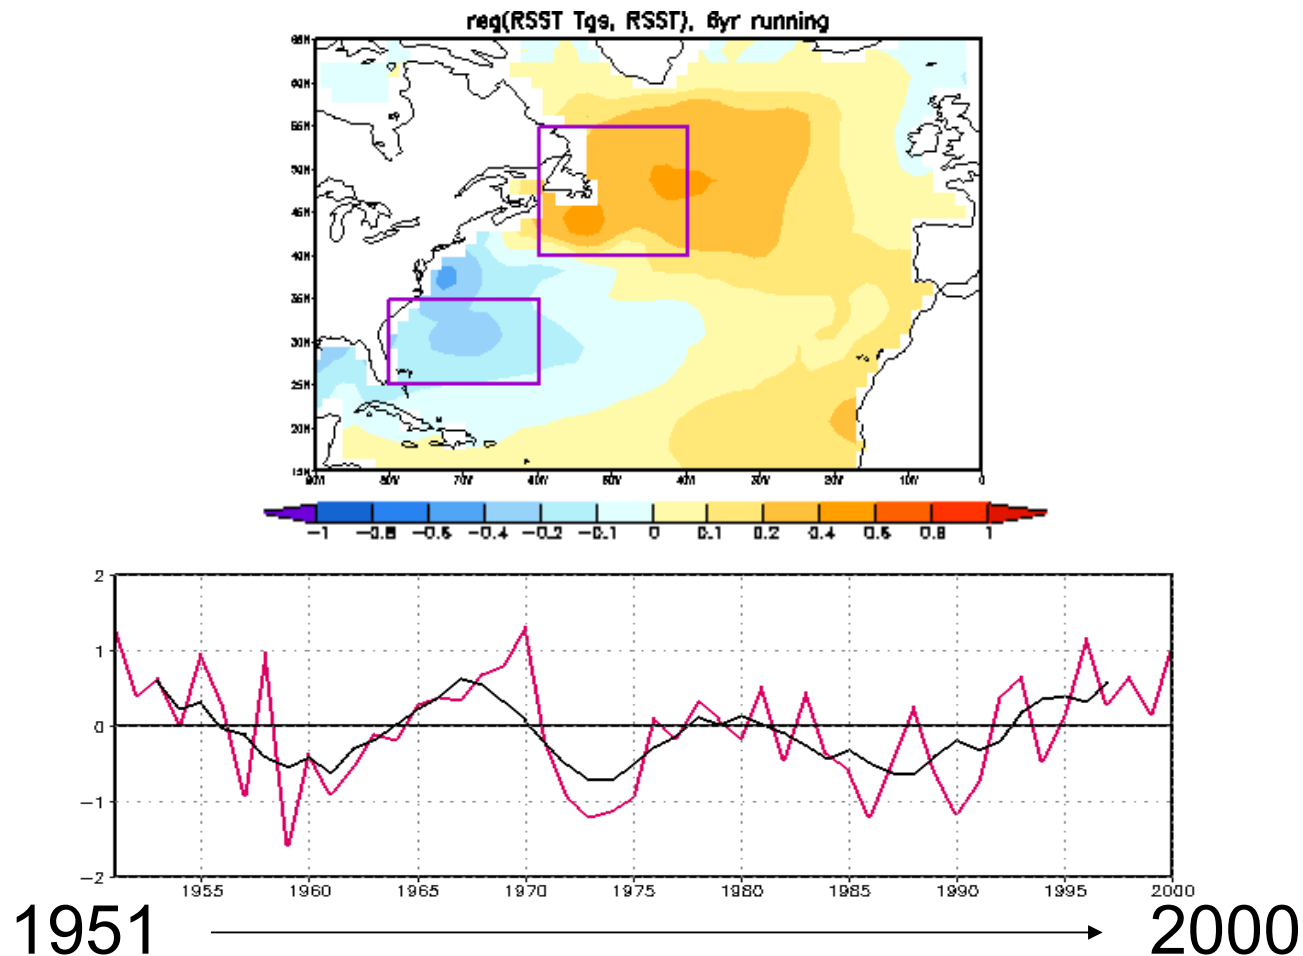 reg(RSST Tgs, RSST), 6yr running
65N
60N
55N
50N
45N
40N
35N
30N
25N
20N
15N
90W 80W 70W 60W 50W 40W 30W 20W 10W 0
-1 -0.8 -0.6 -0.4 -0.2 -0.1 0 0.1 0.2 0.4 0.6 0.8 1
2
1
0
-1
-2
1955 1960 1965 1970 1975 1980 1985 1990 1995 2000
1951 2000